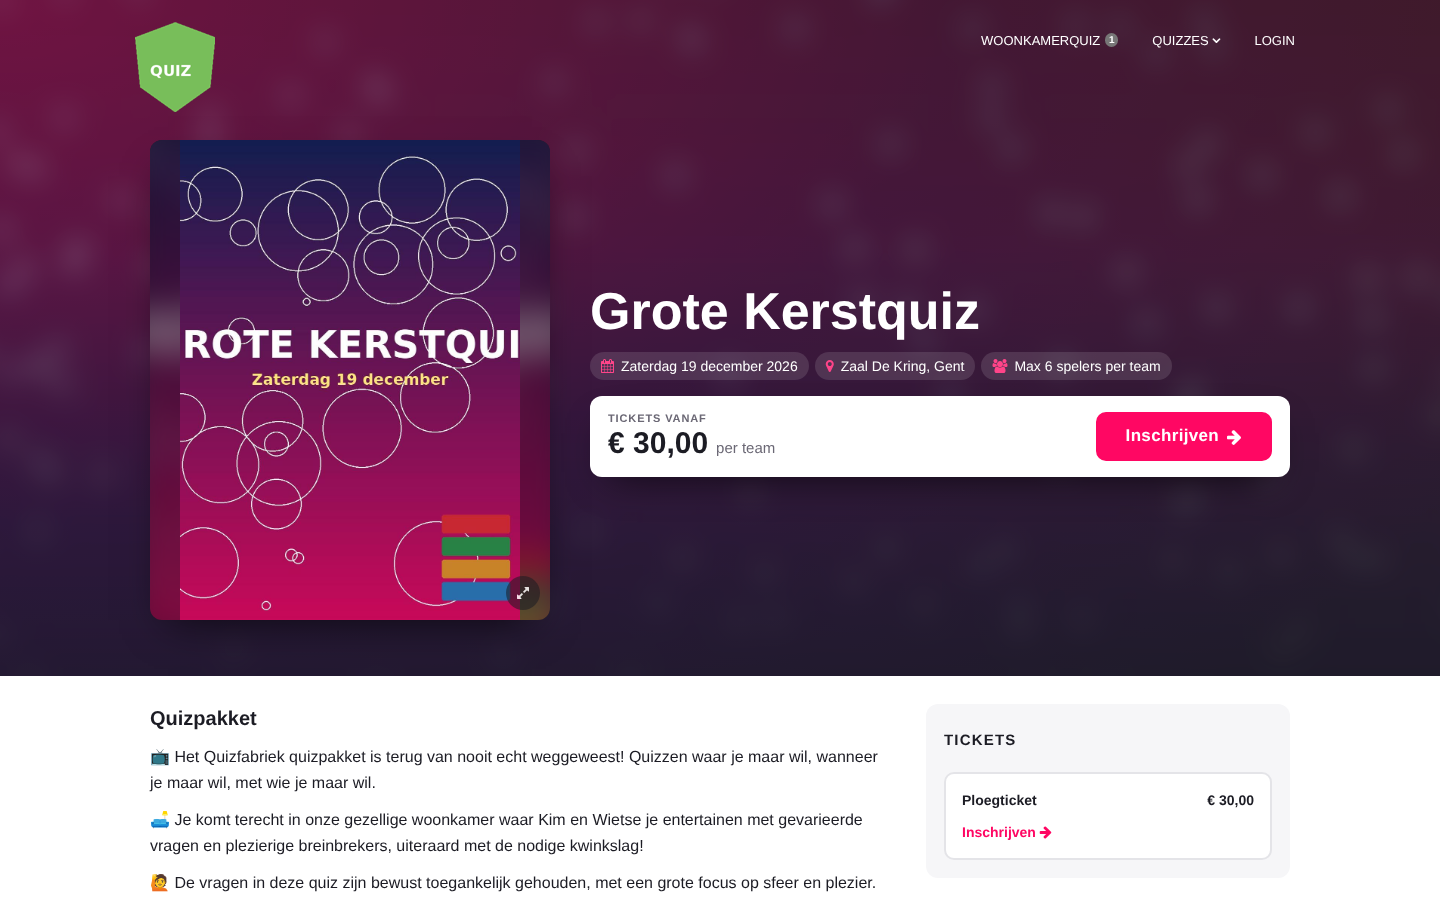 QUIZ
WOONKAMERQUIZ 1
QUIZZES
LOGIN
ROTE KERSTQUI
Zaterdag 19 december
Grote Kerstquiz
Zaterdag 19 december 2026
Zaal De Kring, Gent
Max 6 spelers per team
TICKETS VANAF
€ 30,00 per team
Inschrijven
Quizpakket
📺 Het Quizfabriek quizpakket is terug van nooit echt weggeweest! Quizzen waar je maar wil, wanneer
je maar wil, met wie je maar wil.
🛋️ Je komt terecht in onze gezellige woonkamer waar Kim en Wietse je entertainen met gevarieerde
vragen en plezierige breinbrekers, uiteraard met de nodige kwinkslag!
🙋 De vragen in deze quiz zijn bewust toegankelijk gehouden, met een grote focus op sfeer en plezier.
TICKETS
Ploegticket € 30,00
Inschrijven